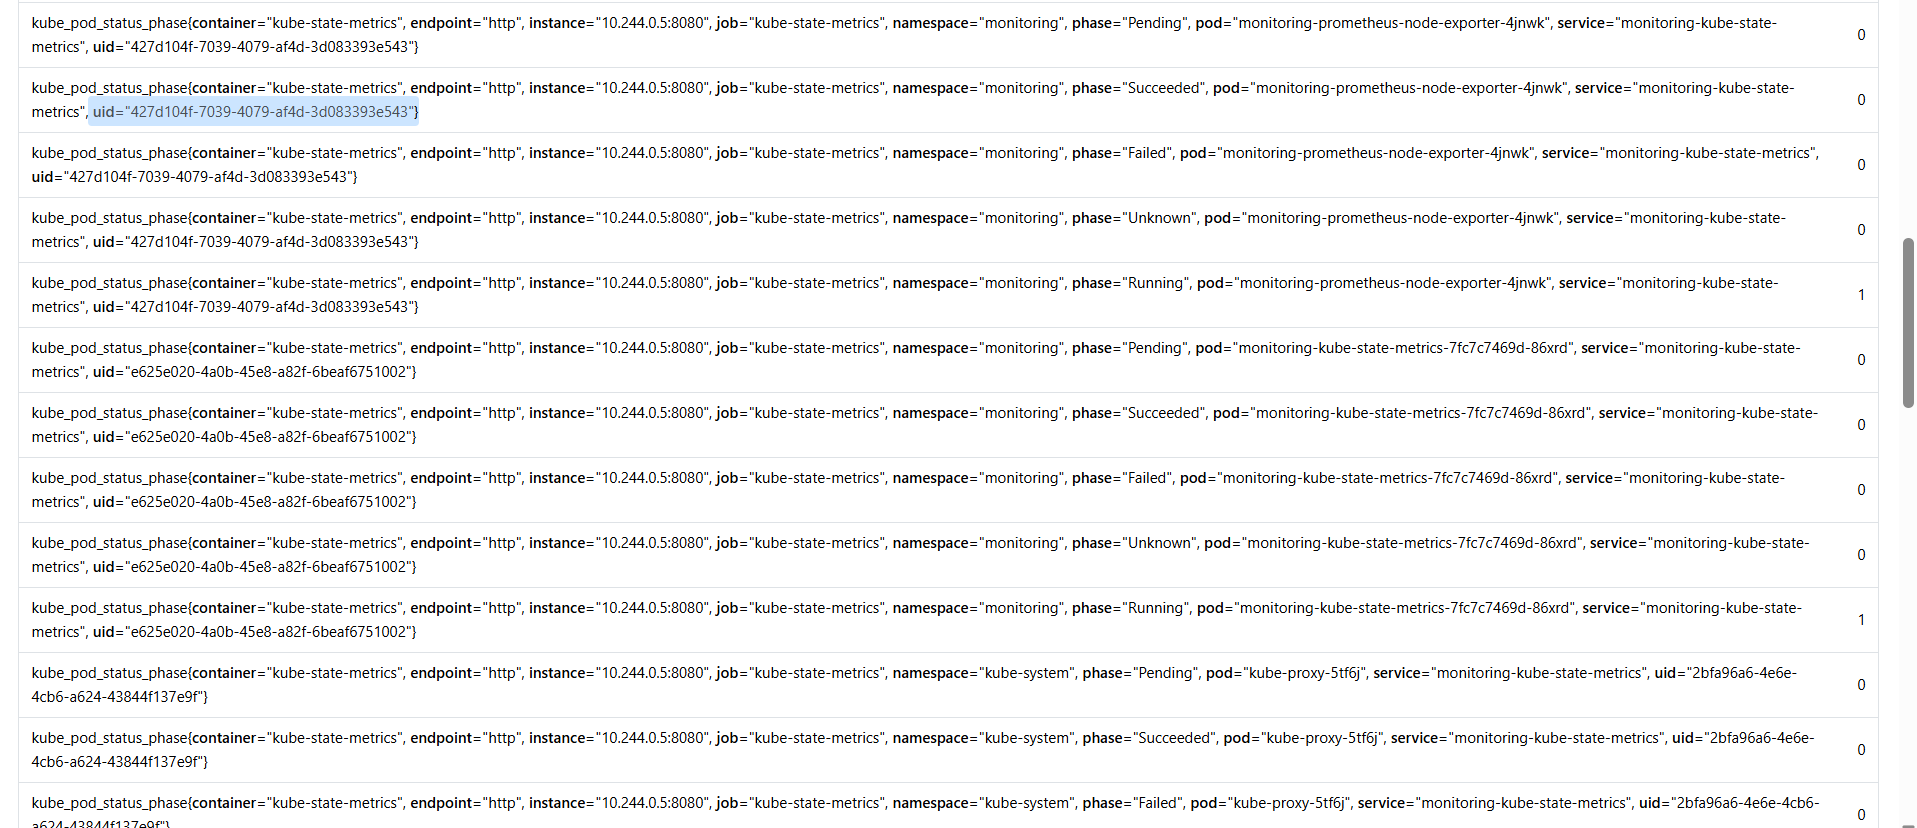 kube_pod_status_phase{container="kube-state-metrics", endpoint="http", instance="10.244.0.5:8080", job="kube-state-metrics", namespace="monitoring", phase="Pending", pod="monitoring-prometheus-node-exporter-4jnwk", service="monitoring-kube-state-
metrics", uid="427d104f-7039-4079-af4d-3d083393e543"}
0
kube_pod_status_phase{container="kube-state-metrics", endpoint="http", instance="10.244.0.5:8080", job="kube-state-metrics", namespace="monitoring", phase="Succeeded", pod="monitoring-prometheus-node-exporter-4jnwk", service="monitoring-kube-state-
metrics", uid="427d104f-7039-4079-af4d-3d083393e543"}
0
kube_pod_status_phase{container="kube-state-metrics", endpoint="http", instance="10.244.0.5:8080", job="kube-state-metrics", namespace="monitoring", phase="Failed", pod="monitoring-prometheus-node-exporter-4jnwk", service="monitoring-kube-state-metrics",
uid="427d104f-7039-4079-af4d-3d083393e543"}
0
kube_pod_status_phase{container="kube-state-metrics", endpoint="http", instance="10.244.0.5:8080", job="kube-state-metrics", namespace="monitoring", phase="Unknown", pod="monitoring-prometheus-node-exporter-4jnwk", service="monitoring-kube-state-
metrics", uid="427d104f-7039-4079-af4d-3d083393e543"}
0
kube_pod_status_phase{container="kube-state-metrics", endpoint="http", instance="10.244.0.5:8080", job="kube-state-metrics", namespace="monitoring", phase="Running", pod="monitoring-prometheus-node-exporter-4jnwk", service="monitoring-kube-state-
metrics", uid="427d104f-7039-4079-af4d-3d083393e543"}
1
kube_pod_status_phase{container="kube-state-metrics", endpoint="http", instance="10.244.0.5:8080", job="kube-state-metrics", namespace="monitoring", phase="Pending", pod="monitoring-kube-state-metrics-7fc7c7469d-86xrd", service="monitoring-kube-state-
metrics", uid="e625e020-4a0b-45e8-a82f-6beaf6751002"}
0
kube_pod_status_phase{container="kube-state-metrics", endpoint="http", instance="10.244.0.5:8080", job="kube-state-metrics", namespace="monitoring", phase="Succeeded", pod="monitoring-kube-state-metrics-7fc7c7469d-86xrd", service="monitoring-kube-state-
metrics", uid="e625e020-4a0b-45e8-a82f-6beaf6751002"}
0
kube_pod_status_phase{container="kube-state-metrics", endpoint="http", instance="10.244.0.5:8080", job="kube-state-metrics", namespace="monitoring", phase="Failed", pod="monitoring-kube-state-metrics-7fc7c7469d-86xrd", service="monitoring-kube-state-
metrics", uid="e625e020-4a0b-45e8-a82f-6beaf6751002"}
0
kube_pod_status_phase{container="kube-state-metrics", endpoint="http", instance="10.244.0.5:8080", job="kube-state-metrics", namespace="monitoring", phase="Unknown", pod="monitoring-kube-state-metrics-7fc7c7469d-86xrd", service="monitoring-kube-state-
metrics", uid="e625e020-4a0b-45e8-a82f-6beaf6751002"}
0
kube_pod_status_phase{container="kube-state-metrics", endpoint="http", instance="10.244.0.5:8080", job="kube-state-metrics", namespace="monitoring", phase="Running", pod="monitoring-kube-state-metrics-7fc7c7469d-86xrd", service="monitoring-kube-state-
metrics", uid="e625e020-4a0b-45e8-a82f-6beaf6751002"}
1
kube_pod_status_phase{container="kube-state-metrics", endpoint="http", instance="10.244.0.5:8080", job="kube-state-metrics", namespace="kube-system", phase="Pending", pod="kube-proxy-5tf6j", service="monitoring-kube-state-metrics", uid="2bfa96a6-4e6e-
4cb6-a624-43844f137e9f"}
0
kube_pod_status_phase{container="kube-state-metrics", endpoint="http", instance="10.244.0.5:8080", job="kube-state-metrics", namespace="kube-system", phase="Succeeded", pod="kube-proxy-5tf6j", service="monitoring-kube-state-metrics", uid="2bfa96a6-4e6e-
4cb6-a624-43844f137e9f"}
0
kube_pod_status_phase{container="kube-state-metrics", endpoint="http", instance="10.244.0.5:8080", job="kube-state-metrics", namespace="kube-system", phase="Failed", pod="kube-proxy-5tf6j", service="monitoring-kube-state-metrics", uid="2bfa96a6-4e6e-4cb6-
a624-43844f137e9f"}
0